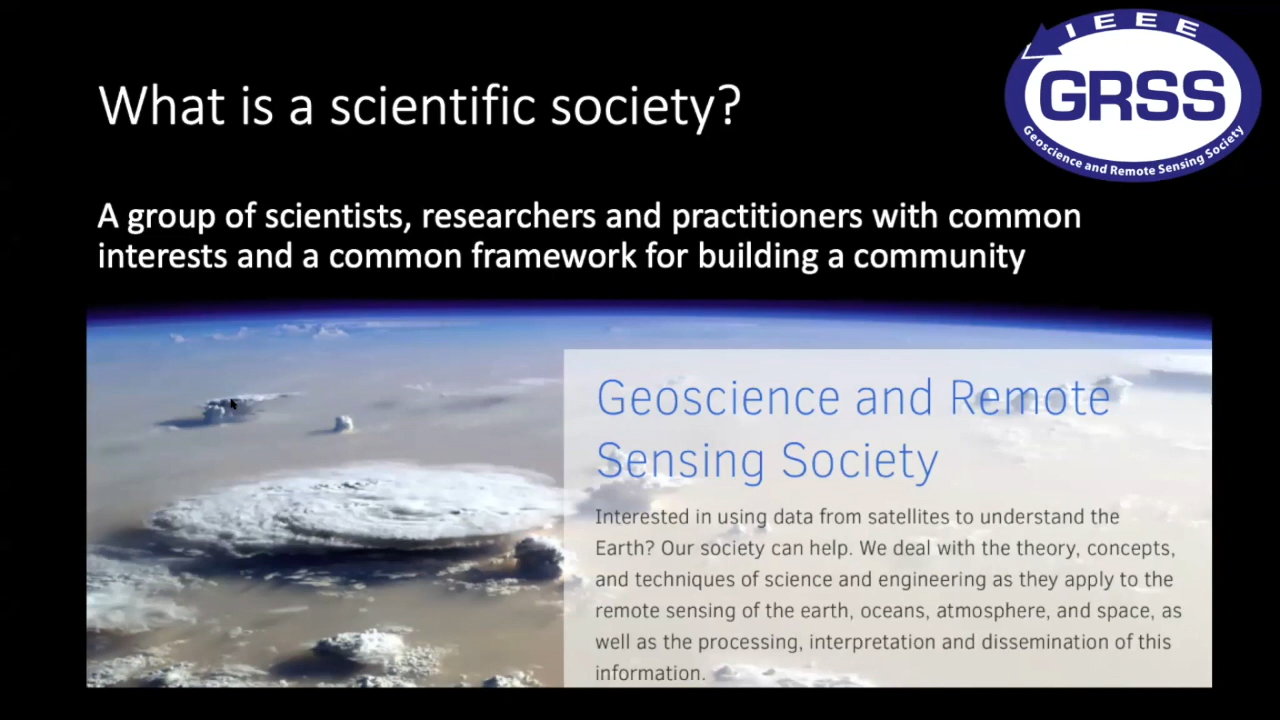 What is a scientific society?
IEEE
GRSS
Geoscience and Remote Sensing Society
A group of scientists, researchers and practitioners with common
interests and a common framework for building a community
Geoscience and Remote
Sensing Society
Interested in using data from satellites to understand the
Earth? Our society can help. We deal with the theory, concepts,
and techniques of science and engineering as they apply to the
remote sensing of the earth, oceans, atmosphere, and space, as
well as the processing, interpretation and dissemination of this
information.